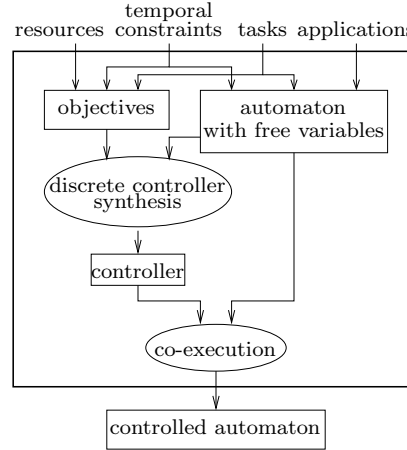 temporal
resources constraints tasks applications
objectives
automaton
with free variables
discrete controller
synthesis
controller
co-execution
controlled automaton